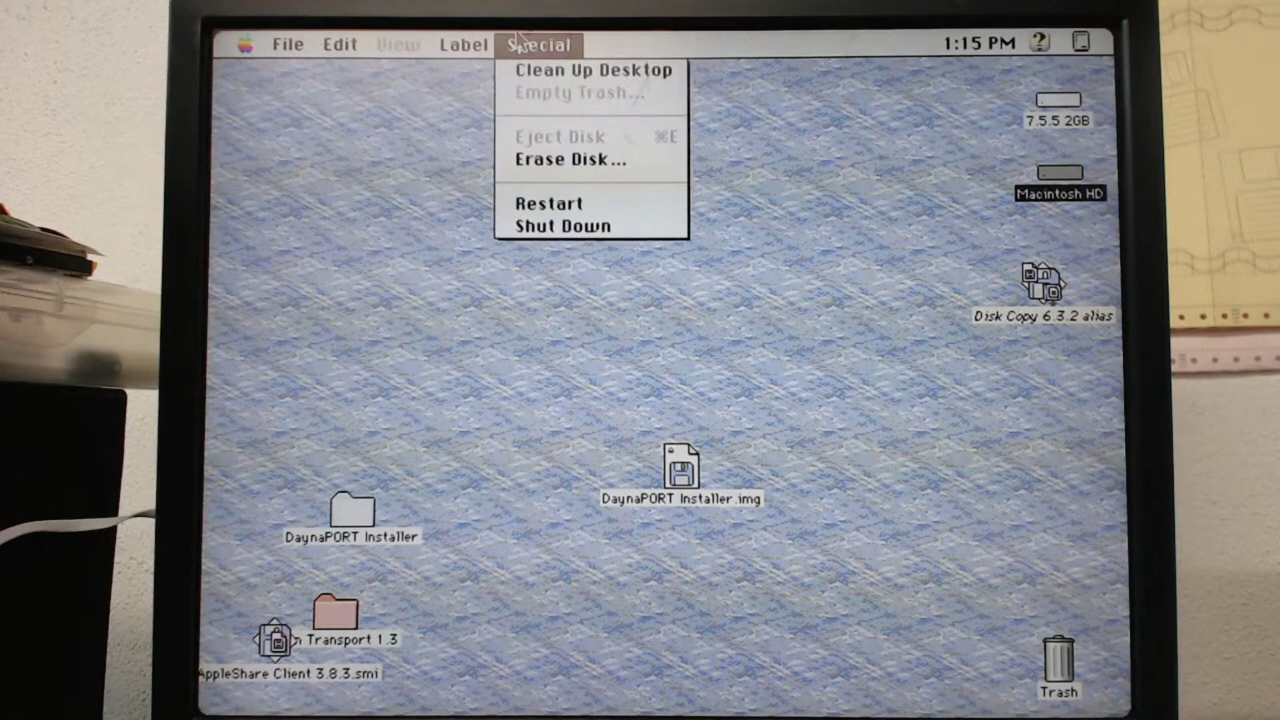 File Edit View Label Special 1:15 PM
Clean Up Desktop
Empty Trash...
Eject Disk ⌘E
Erase Disk...
Restart
Shut Down
7.5.5 2GB
Macintosh HD
Disk Copy 6.3.2 alias
DaynaPORT Installer.img
DaynaPORT Installer
n Transport 1.3
AppleShare Client 3.8.3.smi
Trash